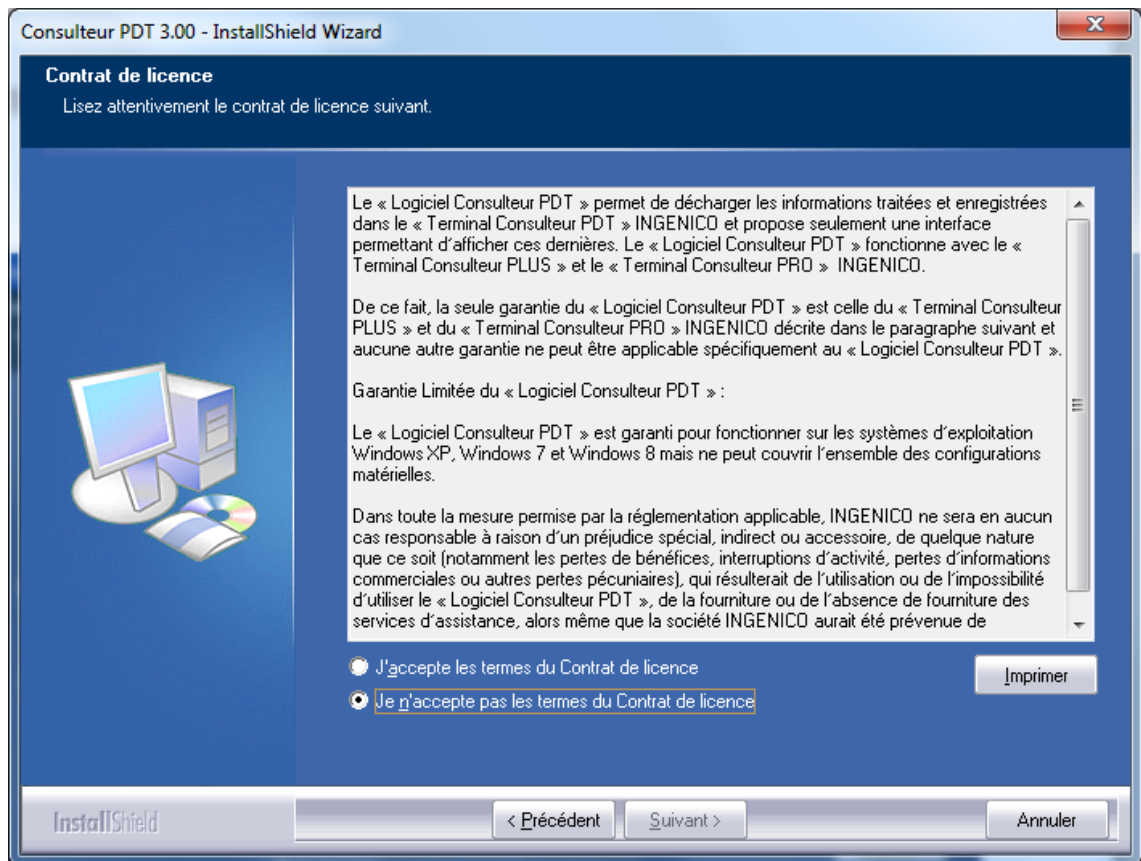 Consulteur PDT 3.00 - InstallShield Wizard
Contrat de licence
Lisez attentivement le contrat de licence suivant.
Le « Logiciel Consulteur PDT » permet de décharger les informations traitées et enregistrées
dans le « Terminal Consulteur PDT » INGENICO et propose seulement une interface
permettant d´afficher ces dernières. Le « Logiciel Consulteur PDT » fonctionne avec le «
Terminal Consulteur PLUS » et le « Terminal Consulteur PRO »  INGENICO.
De ce fait, la seule garantie du « Logiciel Consulteur PDT » est celle du « Terminal Consulteur
PLUS » et du « Terminal Consulteur PRO » INGENICO décrite dans le paragraphe suivant et
aucune autre garantie ne peut être applicable spécifiquement au « Logiciel Consulteur PDT ».
Garantie Limitée du « Logiciel Consulteur PDT » :
Le « Logiciel Consulteur PDT » est garanti pour fonctionner sur les systèmes d´exploitation
Windows XP, Windows 7 et Windows 8 mais ne peut couvrir l´ensemble des configurations
matérielles.
Dans toute la mesure permise par la réglementation applicable, INGENICO ne sera en aucun
cas responsable à raison d´un préjudice spécial, indirect ou accessoire, de quelque nature
que ce soit (notamment les pertes de bénéfices, interruptions d´activité, pertes d´informations
commerciales ou autres pertes pécuniaires), qui résulterait de l´utilisation ou de l´impossibilité
d´utiliser le « Logiciel Consulteur PDT », de la fourniture ou de l´absence de fourniture des
services d´assistance, alors même que la société INGENICO aurait été prévenue de
J'accepte les termes du Contrat de licence
Imprimer
Je n'accepte pas les termes du Contrat de licence
InstallShield
< Précédent
Suivant >
Annuler